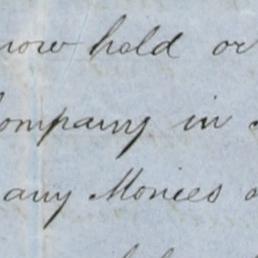 now hold or
Company in
any Monies